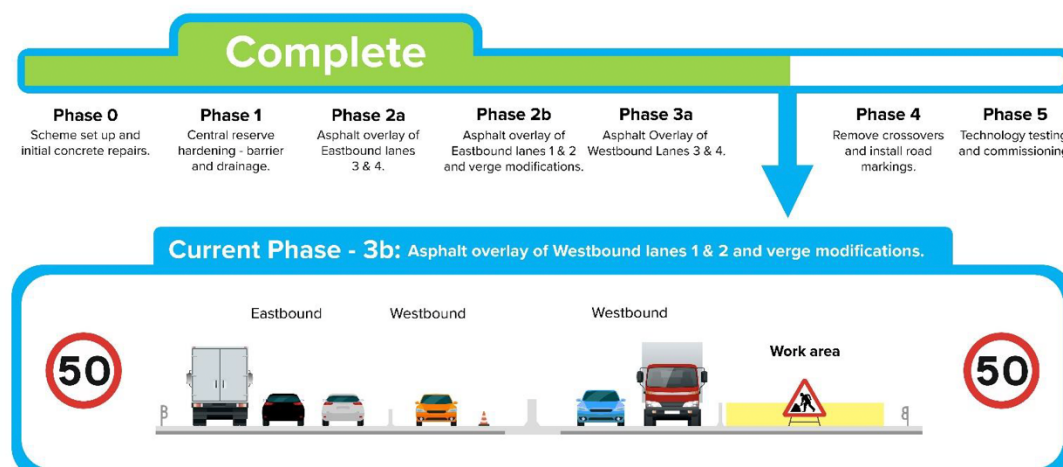 Complete
Phase 0
Scheme set up and
initial concrete repairs.
Phase 1
Central reserve
hardening - barrier
and drainage.
Phase 2a
Asphalt overlay of
Eastbound lanes
3 & 4.
Phase 2b
Asphalt overlay of
Eastbound lanes 1 & 2
and verge modifications.
Phase 3a
Asphalt Overlay of
Westbound Lanes 3 & 4.
Phase 4
Remove crossovers
and install road
markings.
Phase 5
Technology testing
and commissioning
Current Phase - 3b: Asphalt overlay of Westbound lanes 1 & 2 and verge modifications.
Eastbound
Westbound
Westbound
Work area
50
50